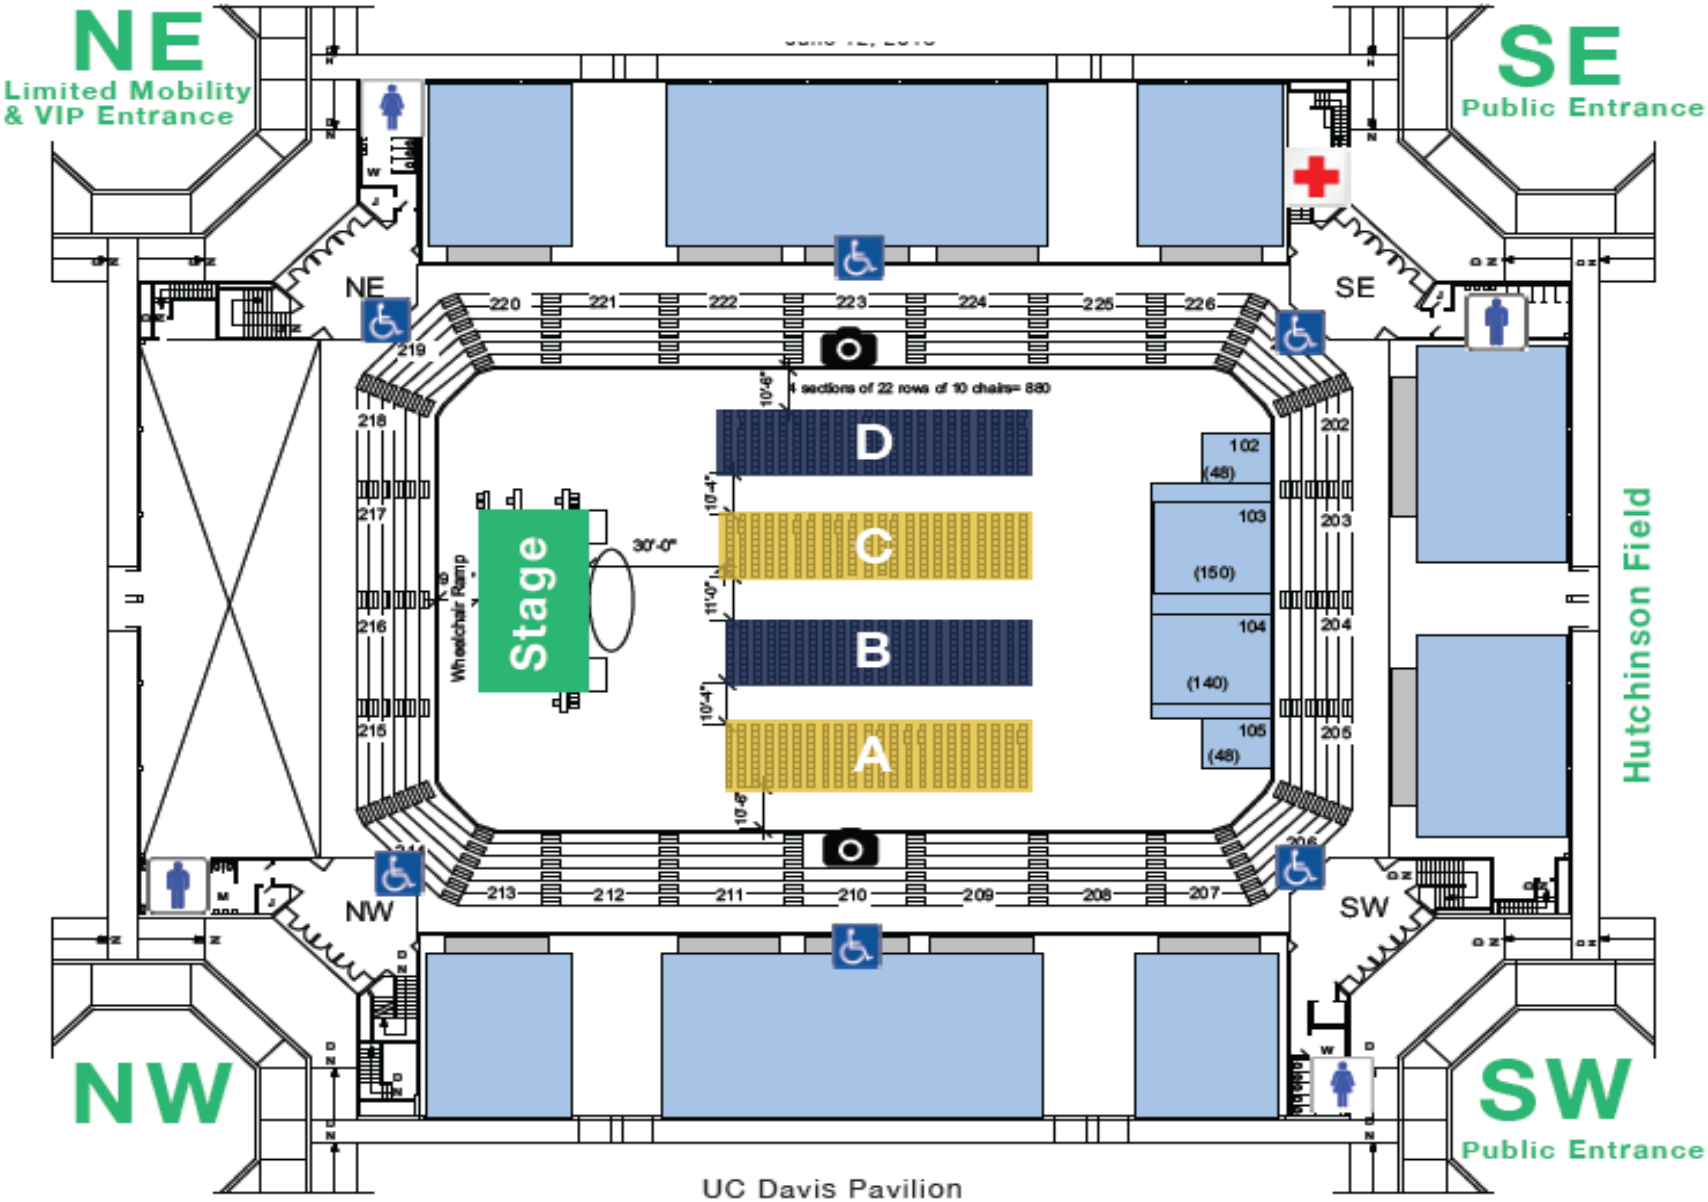 NE
Limited Mobility
& VIP Entrance
SE
Public Entrance
W
J
NE
SE
220
221
222
223
224
225
226
219
4 sections of 22 rows of 10 chairs= 880
10'-6"
218
202
D
102
(48)
10'-4"
217
203
C
103
30'-0"
(150)
Stage
Wheelchair Ramp
11'-0"
216
204
B
104
(140)
10'-4"
215
205
A
105
(48)
10'-6"
Hutchinson Field
206
213
212
211
210
209
208
207
M
J
NW
SW
W
NW
SW
Public Entrance
UC Davis Pavilion